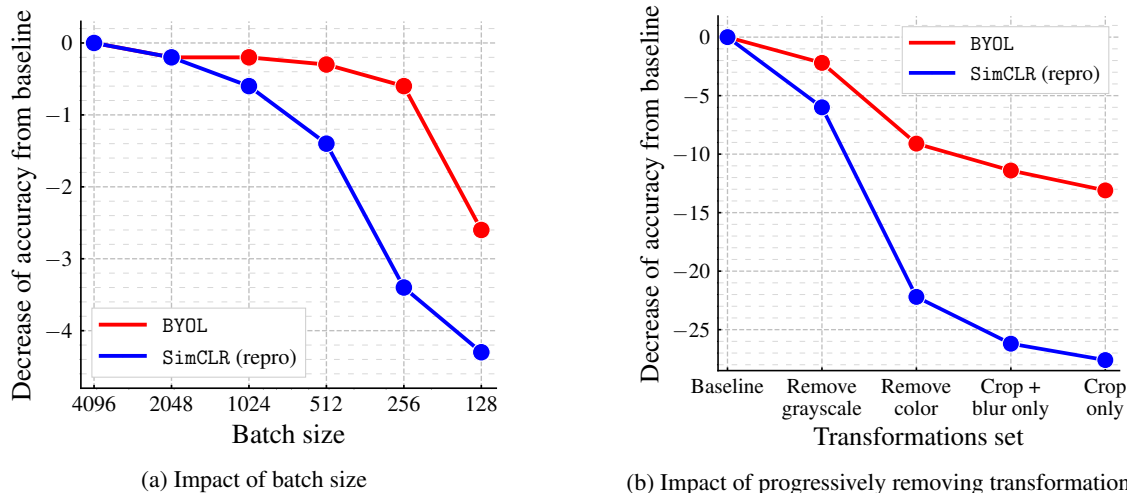 Decrease of accuracy from baseline
0
−1
−2
−3
−4
BYOL
SimCLR (repro)
4096 2048 1024 512 256 128
Batch size
(a) Impact of batch size
Decrease of accuracy from baseline
0
−5
−10
−15
−20
−25
BYOL
SimCLR (repro)
Baseline Remove Remove Crop + Crop
grayscale color blur only only
Transformations set
(b) Impact of progressively removing transformation